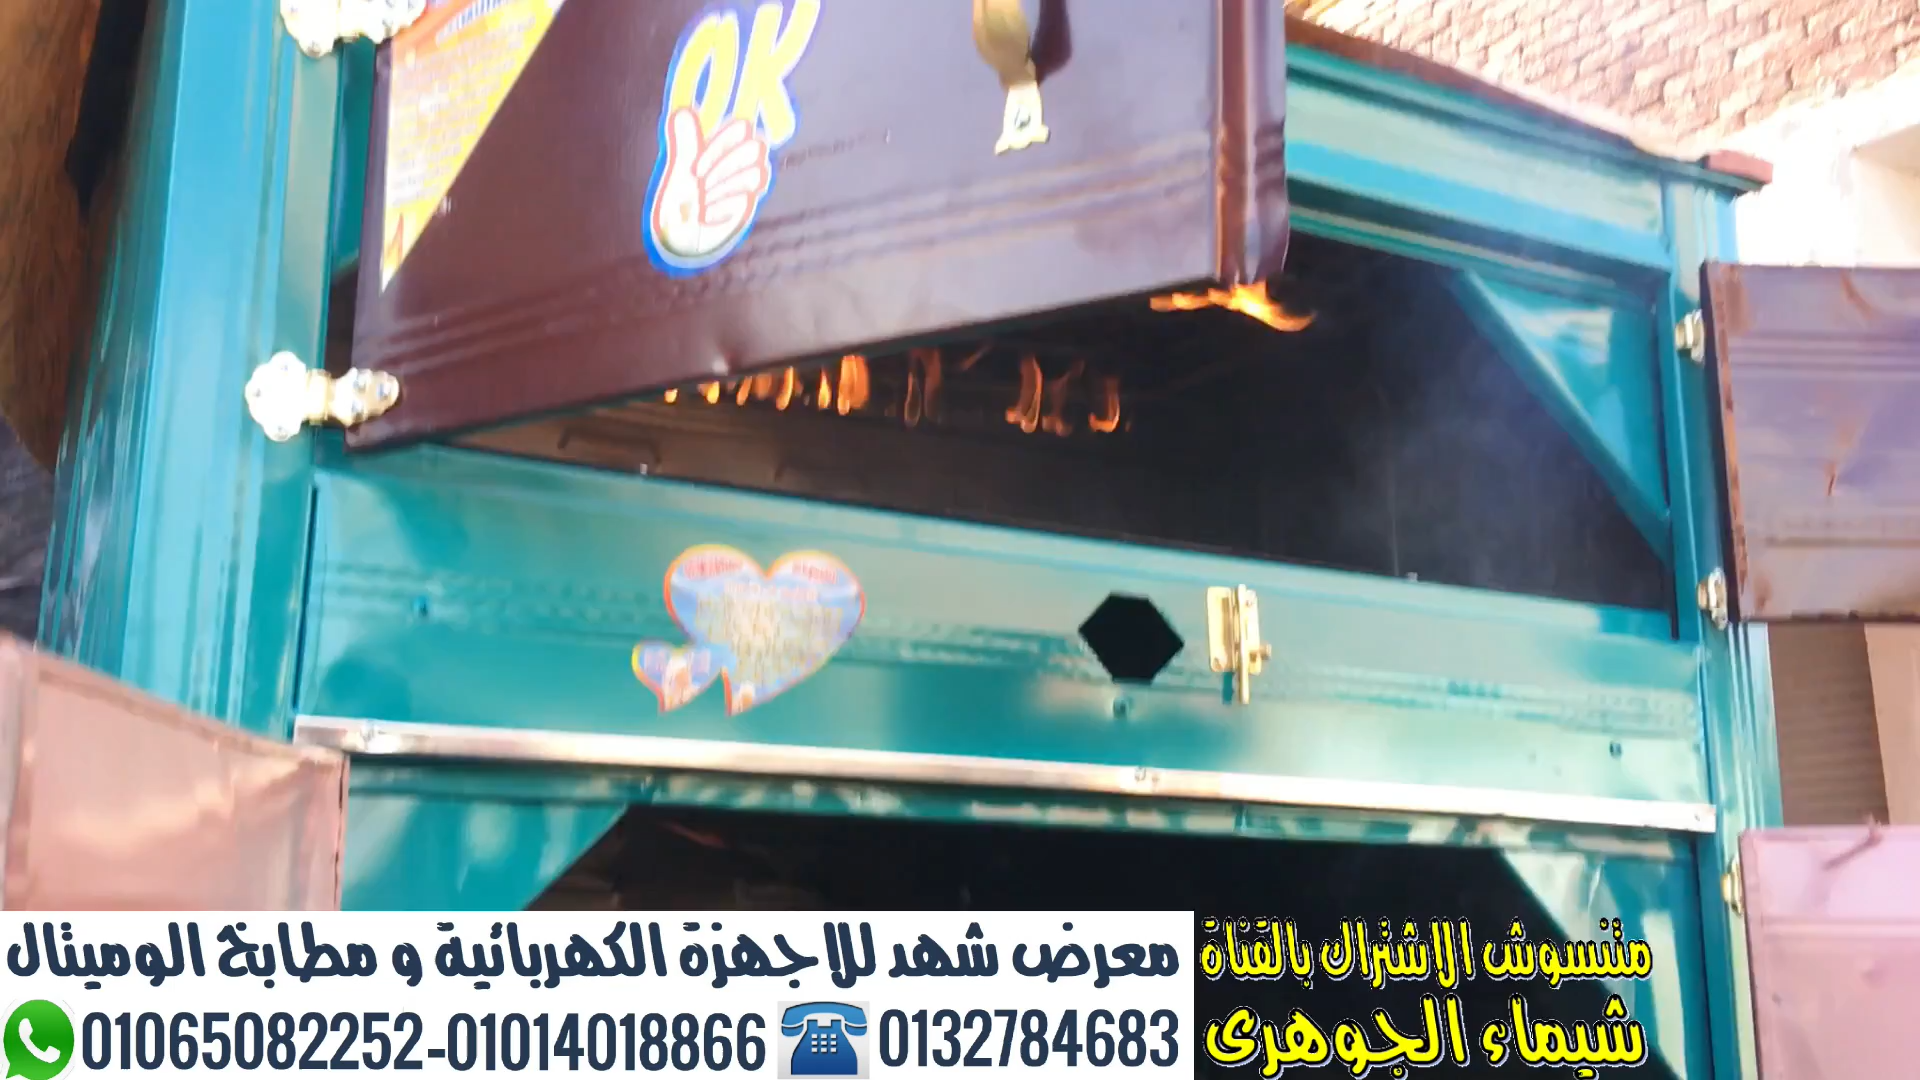 OK
معرض شهد للاجهزة الكهربائية و مطابخ الوميتال
01065082252-01014018866 0132784683
متنسوش الاشتراك بالقناة
شيماء الجوهرى